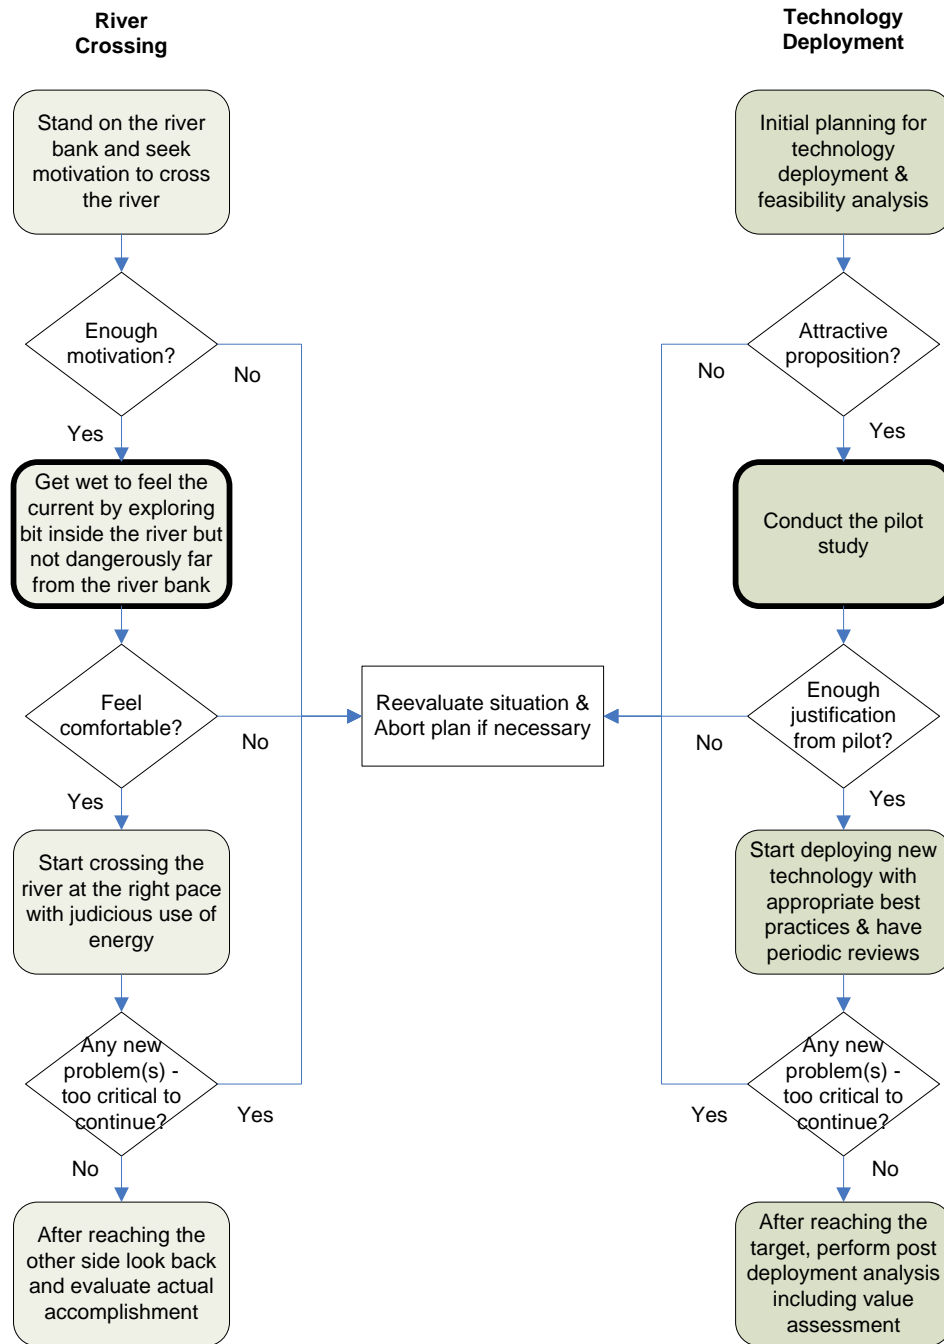 River
Crossing
Technology
Deployment
Stand on the river
bank and seek
motivation to cross
the river
Initial planning for
technology
deployment &
feasibility analysis
Enough
motivation?
No
Yes
Attractive
proposition?
No
Yes
Get wet to feel the
current by exploring
bit inside the river but
not dangerously far
from the river bank
Conduct the pilot
study
Feel
comfortable?
No
Yes
Reevaluate situation &
Abort plan if necessary
Enough
justification
from pilot?
No
Yes
Start crossing the
river at the right pace
with judicious use of
energy
Start deploying new
technology with
appropriate best
practices & have
periodic reviews
Any new
problem(s) -
too critical to
continue?
Yes
No
Any new
problem(s) -
too critical to
continue?
Yes
No
After reaching the
other side look back
and evaluate actual
accomplishment
After reaching the
target, perform post
deployment analysis
including value
assessment